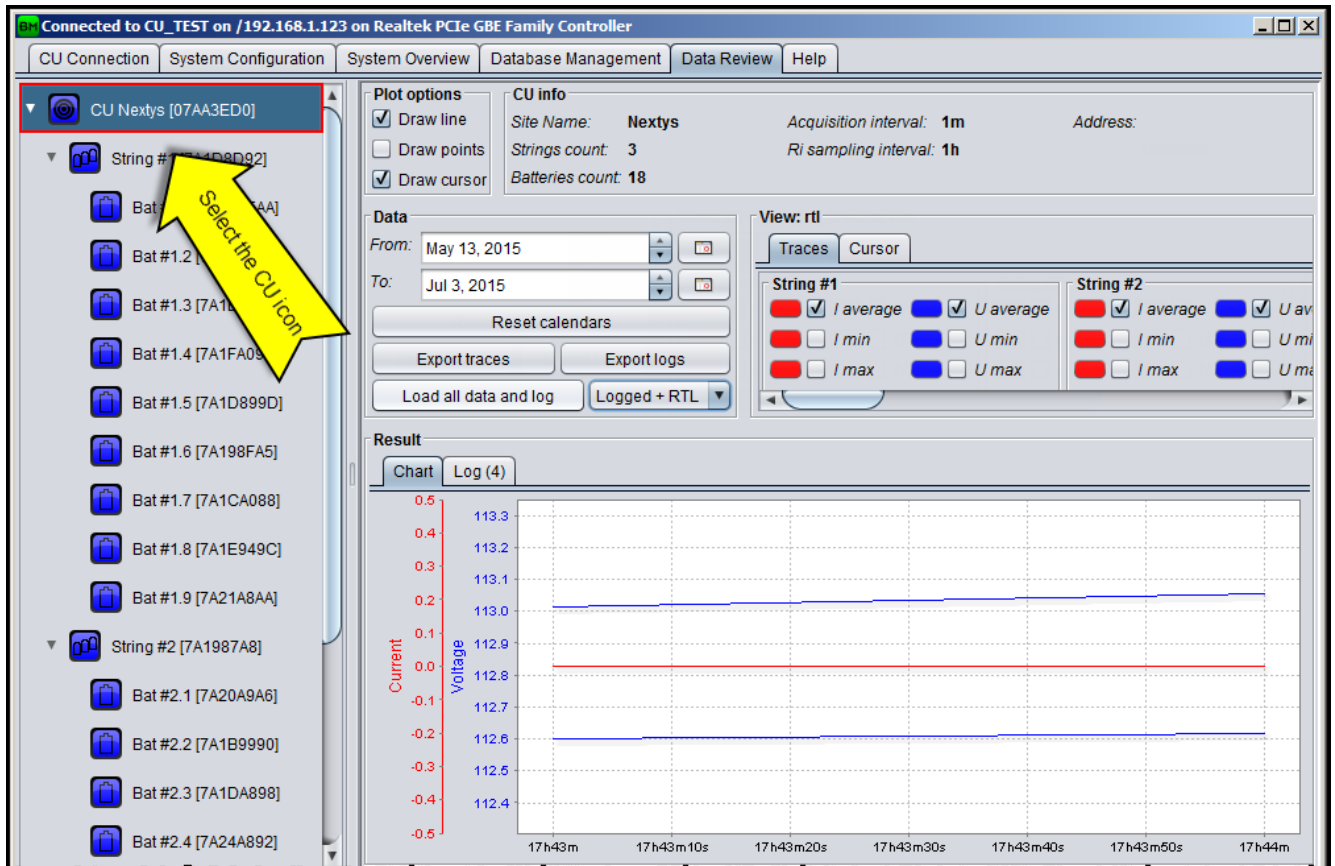 BM Connected to CU_TEST on /192.168.1.123 on Realtek PCIe GBE Family Controller
CU Connection System Configuration System Overview Database Management Data Review Help
CU Nextys [07AA3ED0]
String #1 [7A1D8D92]
Bat AA]
Bat #1.2
Bat #1.3 [7A1
Bat #1.4 [7A1FA09
Bat #1.5 [7A1D899D]
Bat #1.6 [7A198FA5]
Bat #1.7 [7A1CA088]
Bat #1.8 [7A1E949C]
Bat #1.9 [7A21A8AA]
String #2 [7A1987A8]
Bat #2.1 [7A20A9A6]
Bat #2.2 [7A1B9990]
Bat #2.3 [7A1DA898]
Bat #2.4 [7A24A892]
Select the CU icon
Plot options
Draw line
Draw points
Draw cursor
CU info
Site Name: Nextys Acquisition interval: 1m Address:
Strings count: 3 Ri sampling interval: 1h
Batteries count: 18
Data
From: May 13, 2015
To: Jul 3, 2015
Reset calendars
Export traces Export logs
Load all data and log Logged + RTL
View: rtl
Traces Cursor
String #1 String #2
I average U average I average U av
I min U min I min U mi
I max U max I max U ma
Result
Chart Log (4)
Current
0.5
0.4
0.3
0.2
0.1
0.0
-0.1
-0.2
-0.3
-0.4
-0.5
Voltage
113.3
113.2
113.1
113.0
112.9
112.8
112.7
112.6
112.5
112.4
17h43m 17h43m10s 17h43m20s 17h43m30s 17h43m40s 17h43m50s 17h44m